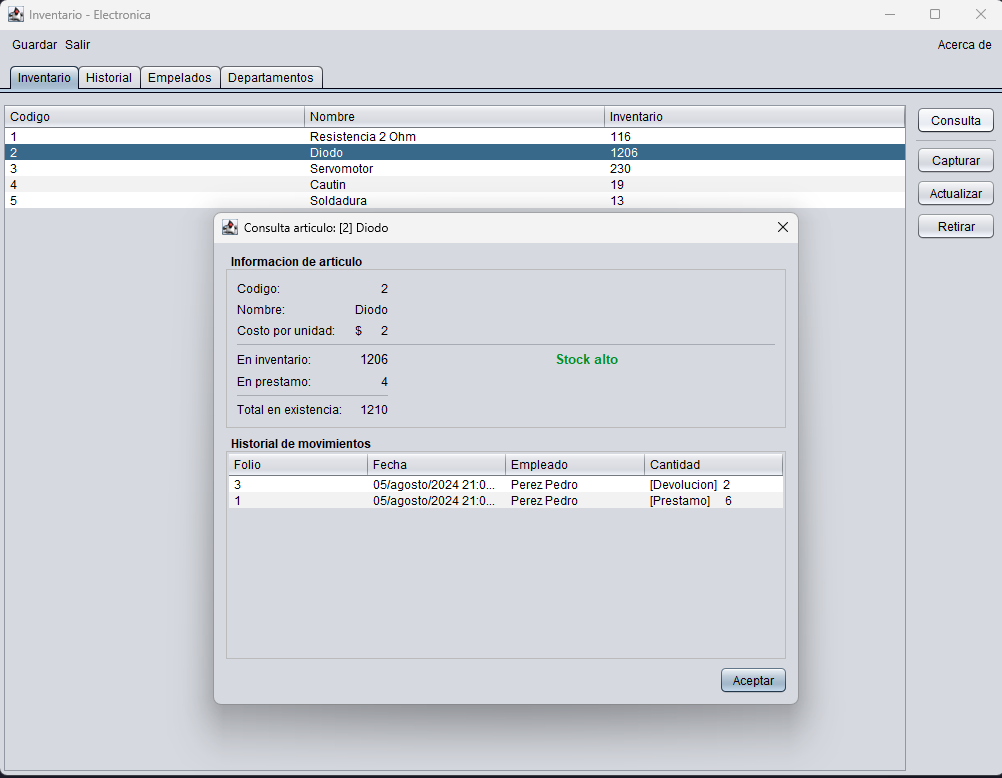 Inventario - Electronica
Guardar Salir Acerca de
Inventario Historial Empelados Departamentos
Codigo Nombre Inventario
1 Resistencia 2 Ohm 116
2 Diodo 1206
3 Servomotor 230
4 Cautin 19
5 Soldadura 13
Consulta
Capturar
Actualizar
Retirar
Consulta articulo: [2] Diodo
Informacion de articulo
Codigo: 2
Nombre: Diodo
Costo por unidad: $ 2
En inventario: 1206 Stock alto
En prestamo: 4
Total en existencia: 1210
Historial de movimientos
Folio Fecha Empleado Cantidad
3 05/agosto/2024 21:0... Perez Pedro [Devolucion] 2
1 05/agosto/2024 21:0... Perez Pedro [Prestamo] 6
Aceptar